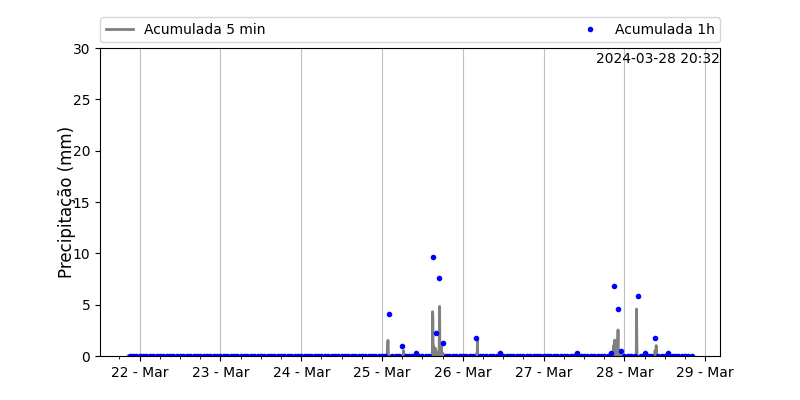 Acumulada 5 min
Acumulada 1h
2024-03-28 20:32
Precipitação (mm)
30
25
20
15
10
5
0
22 - Mar
23 - Mar
24 - Mar
25 - Mar
26 - Mar
27 - Mar
28 - Mar
29 - Mar